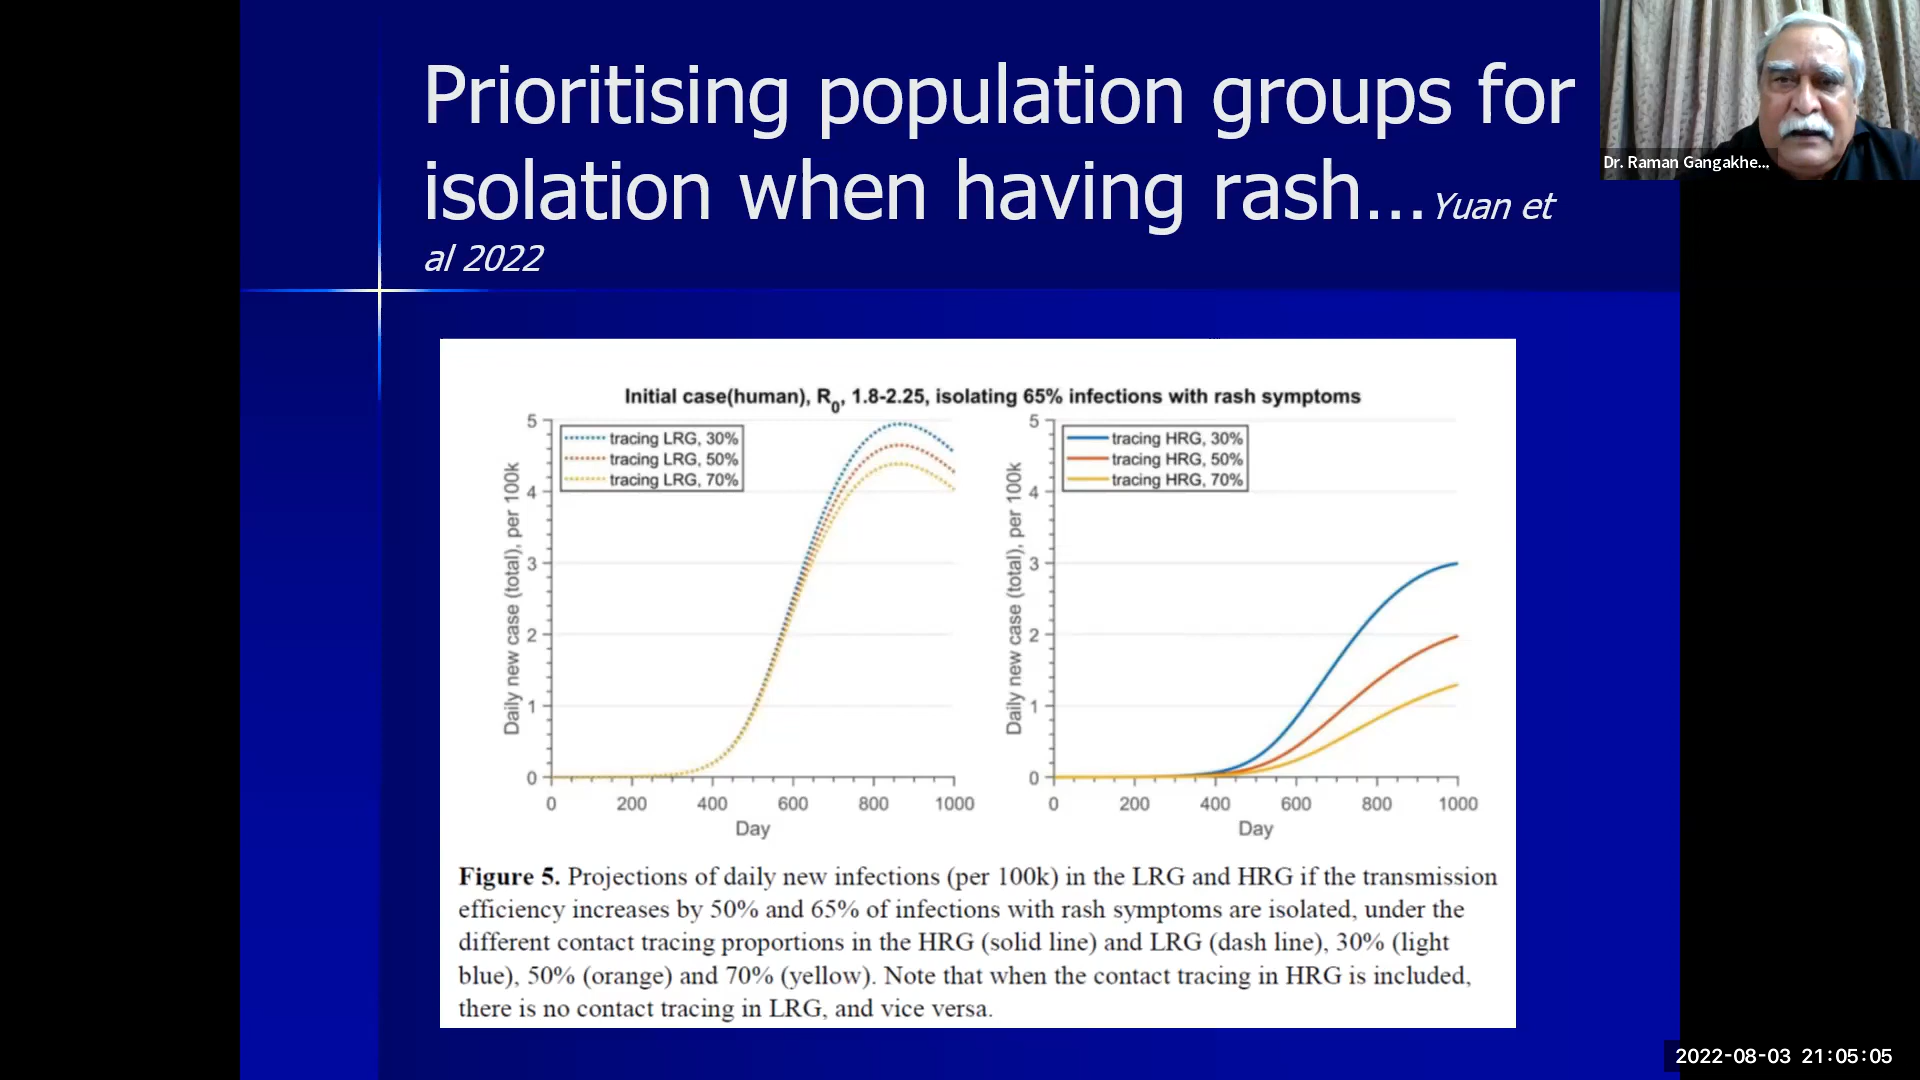 Prioritising population groups for
isolation when having rash...Yuan et
al 2022
Dr. Raman Gangakhe...
Initial case(human), R0, 1.8-2.25, isolating 65% infections with rash symptoms
5
4
3
2
1
0
Daily new case (total), per 100k
tracing LRG, 30%
tracing LRG, 50%
tracing LRG, 70%
0 200 400 600 800 1000
Day
5
4
3
2
1
0
Daily new case (total), per 100k
tracing HRG, 30%
tracing HRG, 50%
tracing HRG, 70%
0 200 400 600 800 1000
Day
Figure 5. Projections of daily new infections (per 100k) in the LRG and HRG if the transmission
efficiency increases by 50% and 65% of infections with rash symptoms are isolated, under the
different contact tracing proportions in the HRG (solid line) and LRG (dash line), 30% (light
blue), 50% (orange) and 70% (yellow). Note that when the contact tracing in HRG is included,
there is no contact tracing in LRG, and vice versa.
2022-08-03 21:05:05